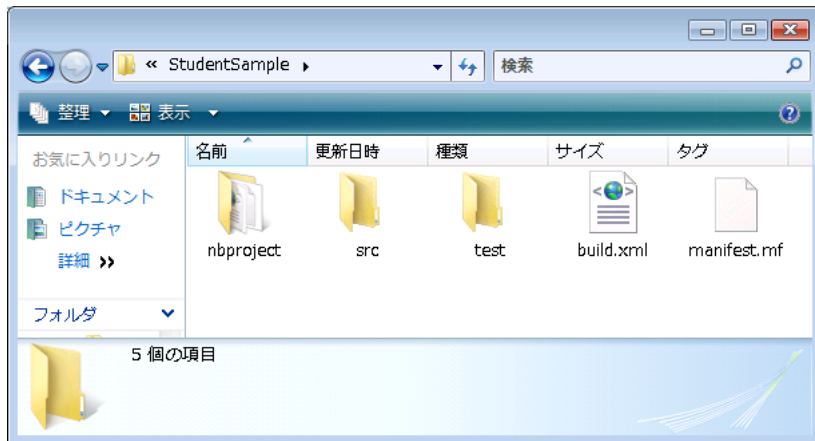 « StudentSample
検索
整理 表示
お気に入りリンク
ドキュメント
ピクチャ
詳細 »
フォルダ
名前 更新日時 種類 サイズ タグ
nbproject src test build.xml manifest.mf
5 個の項目